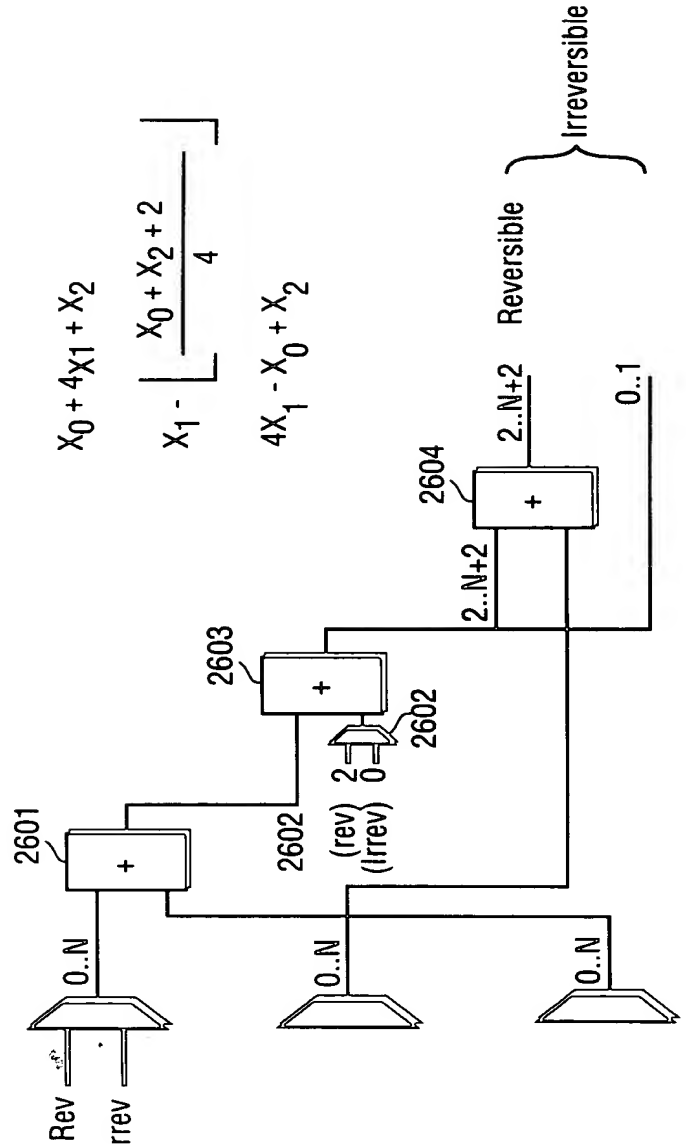 X0 + 4X1 + X2
X1 - [ X0 + X2 + 2
4 ]
4X1 - X0 + X2
Rev
rrev
0..N
2601
+
0..N
0..N
2602
2603
+
(rev) 2
(Irrev) 0
2602
2..N+2
2604
+
2..N+2
0..1
Reversible
Irreversible